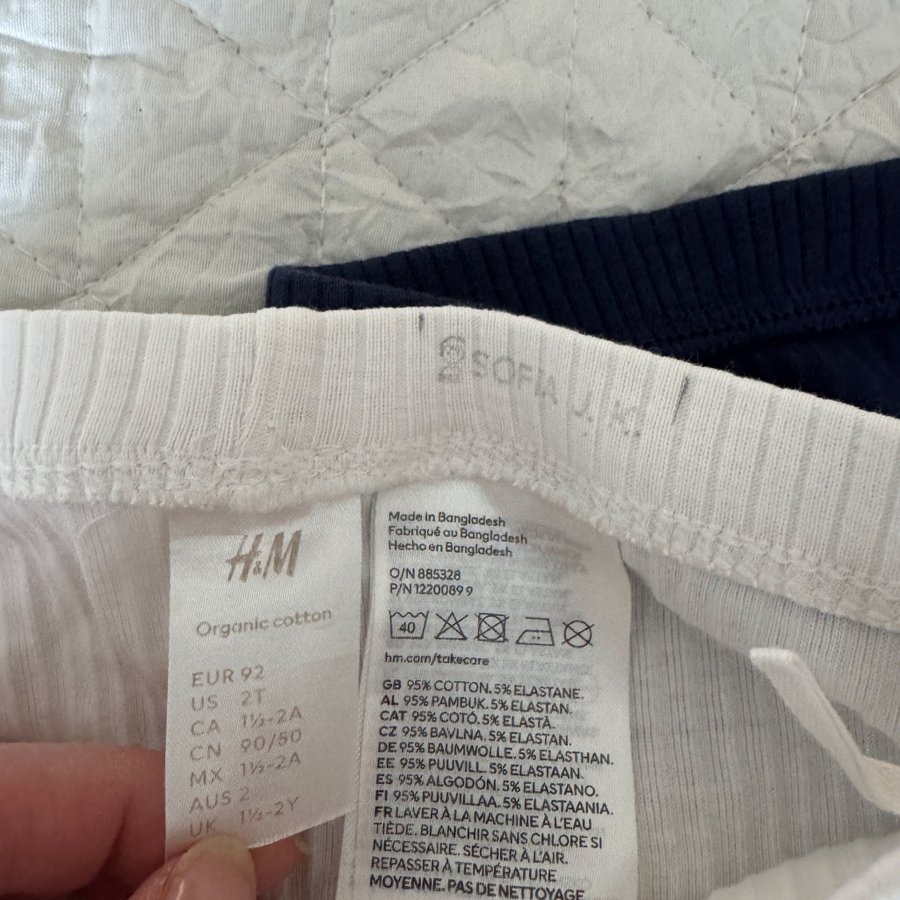 SOFIA J. K.
H&M
Organic cotton
EUR 92
US 2T
CA 1½-2A
CN 90/50
MX 1½-2A
AUS 2
UK 1½-2Y
Made in Bangladesh
Fabriqué au Bangladesh
Hecho en Bangladesh
O/N 885328
P/N 1220089 9
40
hm.com/takecare
GB 95% COTTON. 5% ELASTANE.
AL 95% PAMBUK. 5% ELASTAN.
CAT 95% COTÓ. 5% ELASTÀ.
CZ 95% BAVLNA. 5% ELASTAN.
DE 95% BAUMWOLLE. 5% ELASTHAN.
EE 95% PUUVILL. 5% ELASTAAN.
ES 95% ALGODÓN. 5% ELASTANO.
FI 95% PUUVILLAA. 5% ELASTAANIA.
FR LAVER À LA MACHINE À L'EAU
TIÈDE. BLANCHIR SANS CHLORE SI
NÉCESSAIRE. SÉCHER À L'AIR.
REPASSER À TEMPÉRATURE
MOYENNE. PAS DE NETTOYAGE